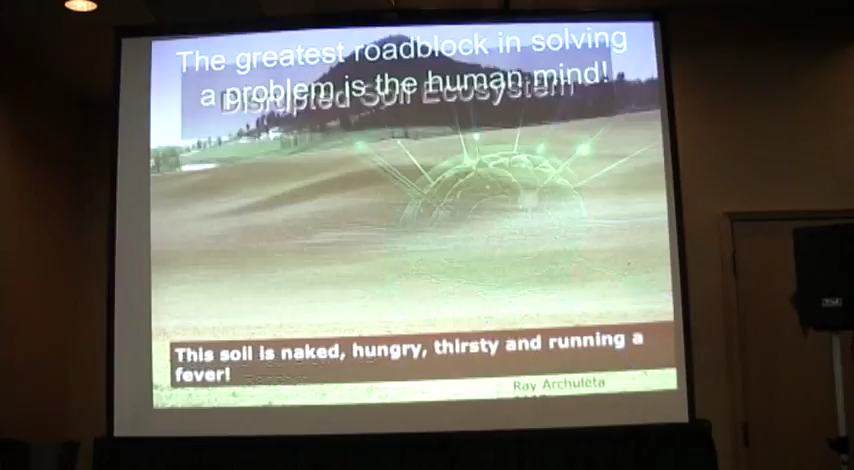 The greatest roadblock in solving
a problem is the human mind!
Disrupted Soil Ecosystem
This soil is naked, hungry, thirsty and running a
fever!
Ray Archuleta